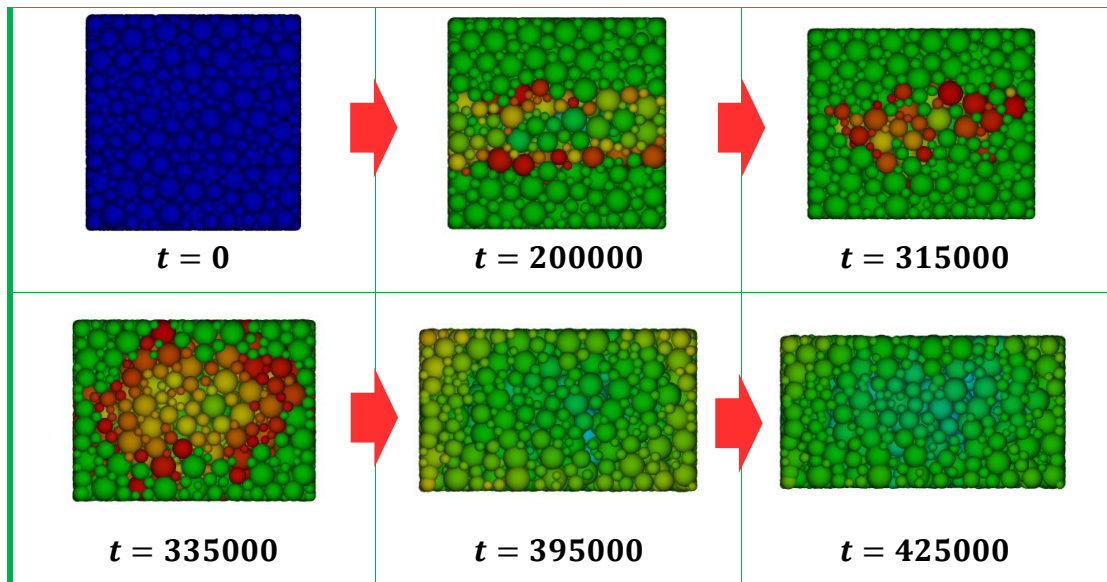 t = 0
t = 200000
t = 315000
t = 335000
t = 395000
t = 425000